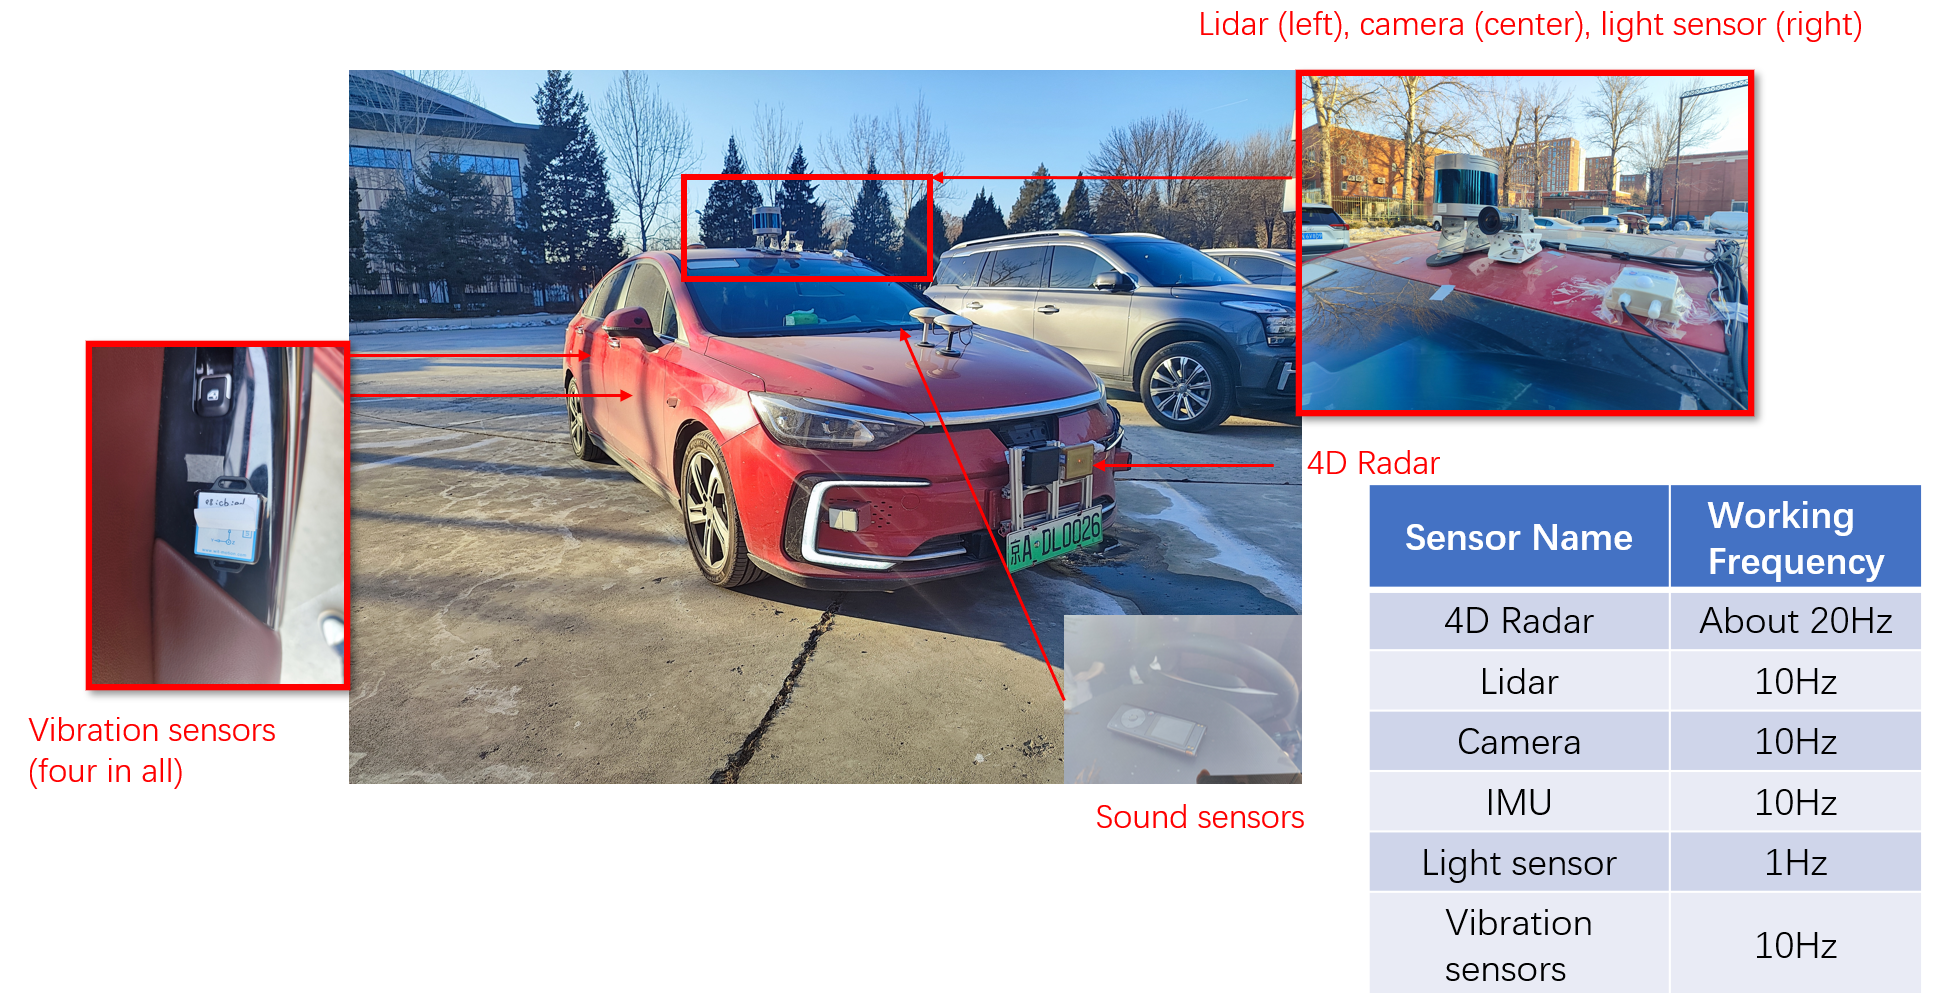 Lidar (left), camera (center), light sensor (right)
4D Radar
京A·DL0026
Vibration sensors
(four in all)
Sound sensors
Sensor Name
Working
Frequency
4D Radar
About 20Hz
Lidar
10Hz
Camera
10Hz
IMU
10Hz
Light sensor
1Hz
Vibration
sensors
10Hz